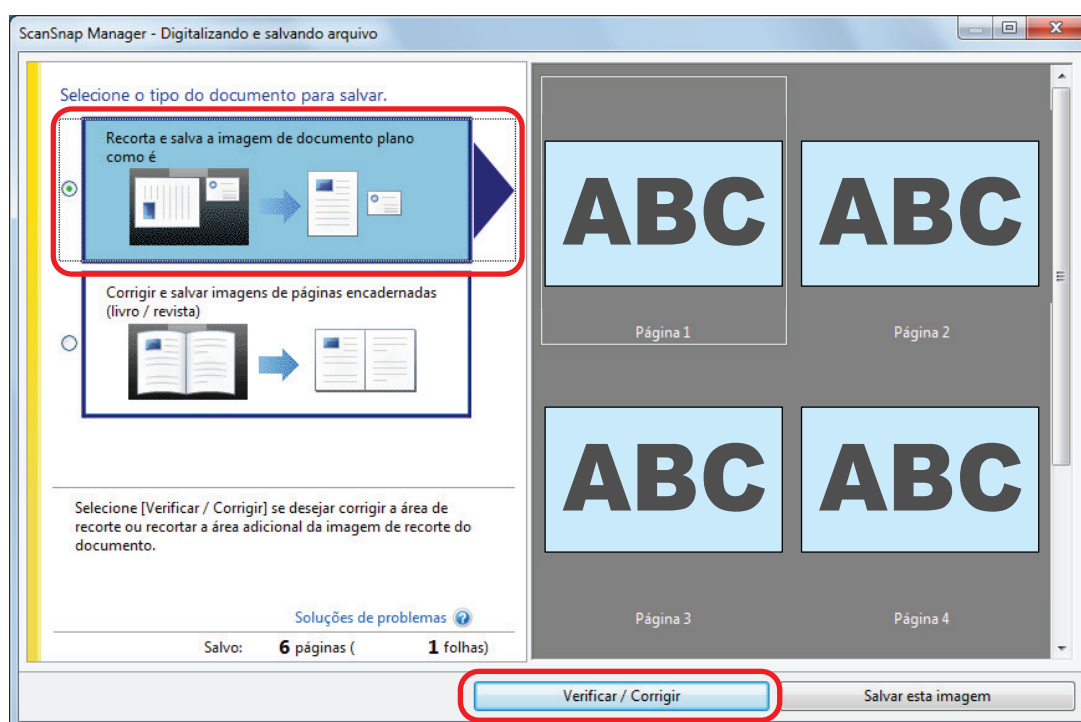 ScanSnap Manager - Digitalizando e salvando arquivo
Selecione o tipo do documento para salvar.
Recorta e salva a imagem de documento plano
como é
Corrigir e salvar imagens de páginas encadernadas
(livro / revista)
Selecione [Verificar / Corrigir] se desejar corrigir a área de
recorte ou recortar a área adicional da imagem de recorte do
documento.
Soluções de problemas
Salvo: 6 páginas ( 1 folhas)
ABC ABC
Página 1 Página 2
ABC ABC
Página 3 Página 4
Verificar / Corrigir Salvar esta imagem